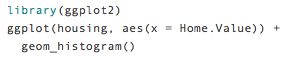 library(ggplot2)
ggplot(housing, aes(x = Home.Value)) +
  geom_histogram()